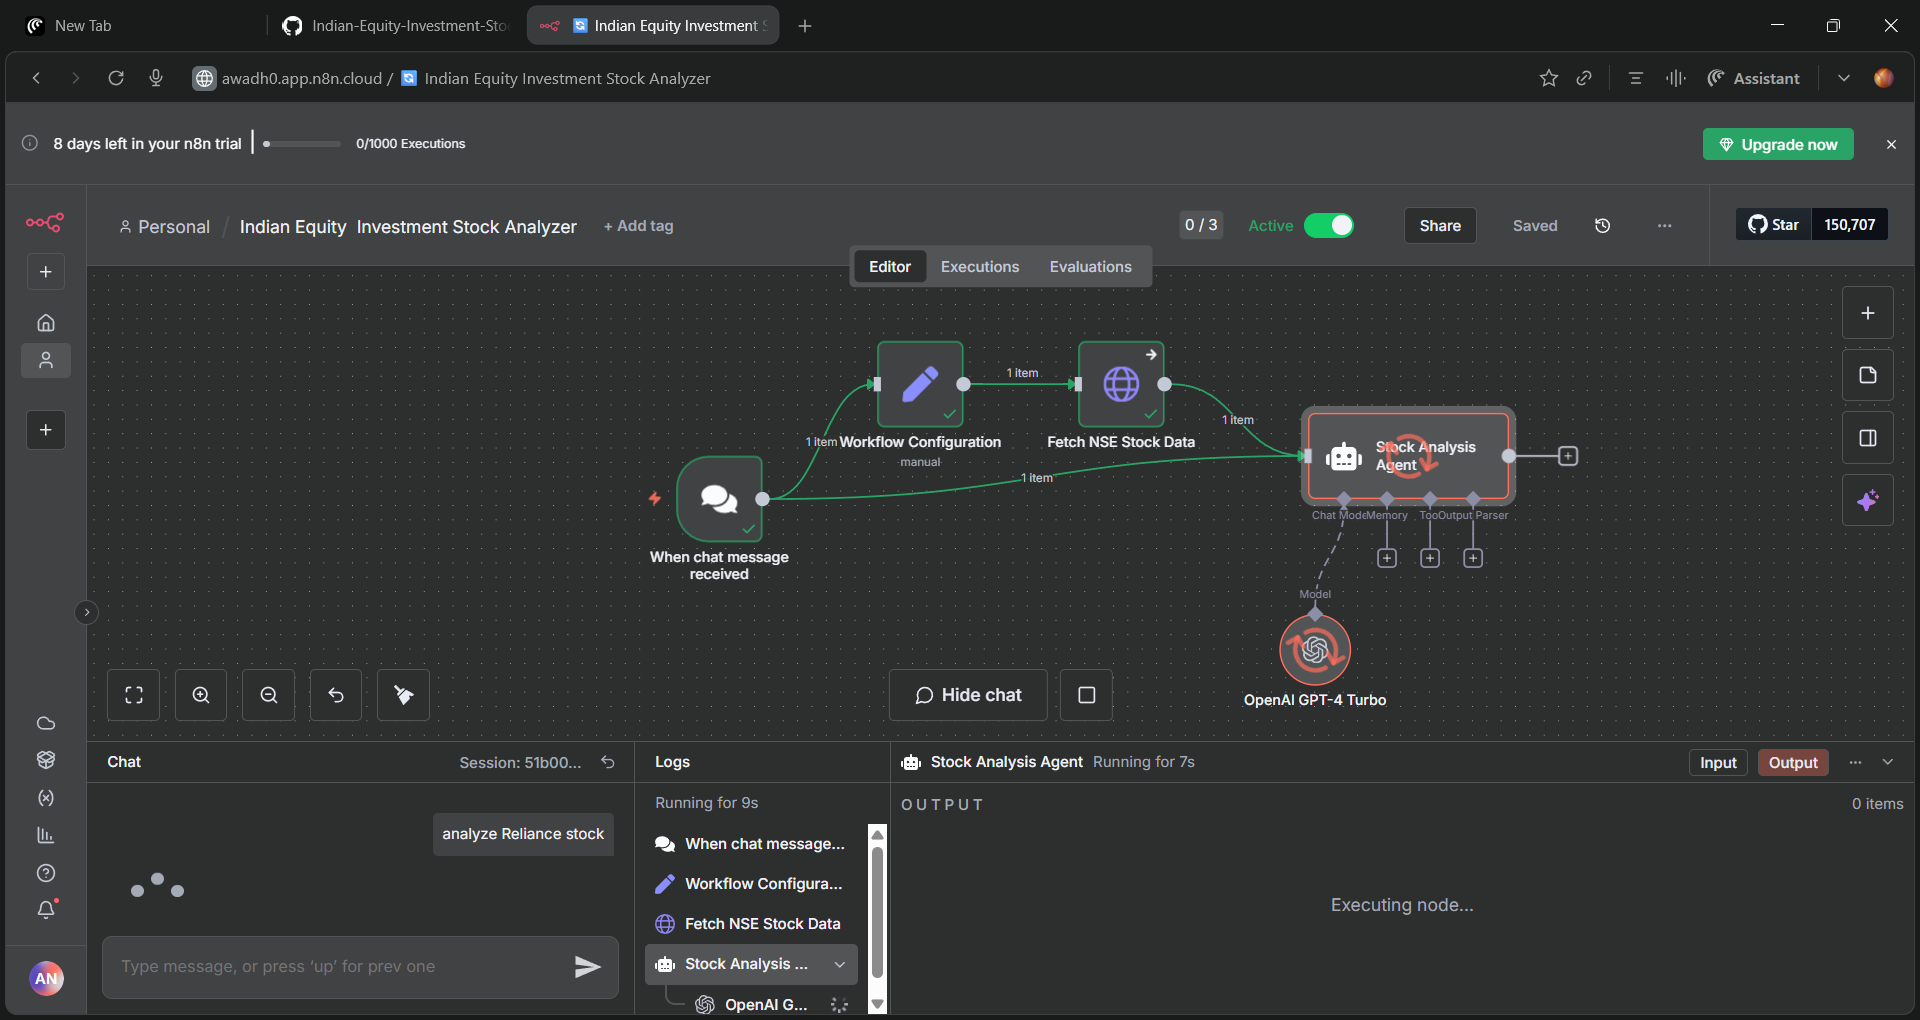 New Tab
Indian-Equity-Investment-Sto
Indian Equity Investment S
awadh0.app.n8n.cloud / Indian Equity Investment Stock Analyzer
Assistant
8 days left in your n8n trial
0/1000 Executions
Upgrade now
Personal / Indian Equity Investment Stock Analyzer
+ Add tag
0 / 3
Active
Share
Saved
Star
150,707
Editor
Executions
Evaluations
1 item
Workflow Configuration
manual
1 item
Fetch NSE Stock Data
1 item
1 item
When chat message
received
Stock Analysis
Agent
Chat Mode
Memory
Too
Output Parser
Model
OpenAI GPT-4 Turbo
Hide chat
Chat
Session: 51b00...
analyze Reliance stock
Type message, or press 'up' for prev one
AN
Logs
Running for 9s
When chat message...
Workflow Configura...
Fetch NSE Stock Data
Stock Analysis ...
OpenAI G...
Stock Analysis Agent Running for 7s
Input
Output
OUTPUT
0 items
Executing node...